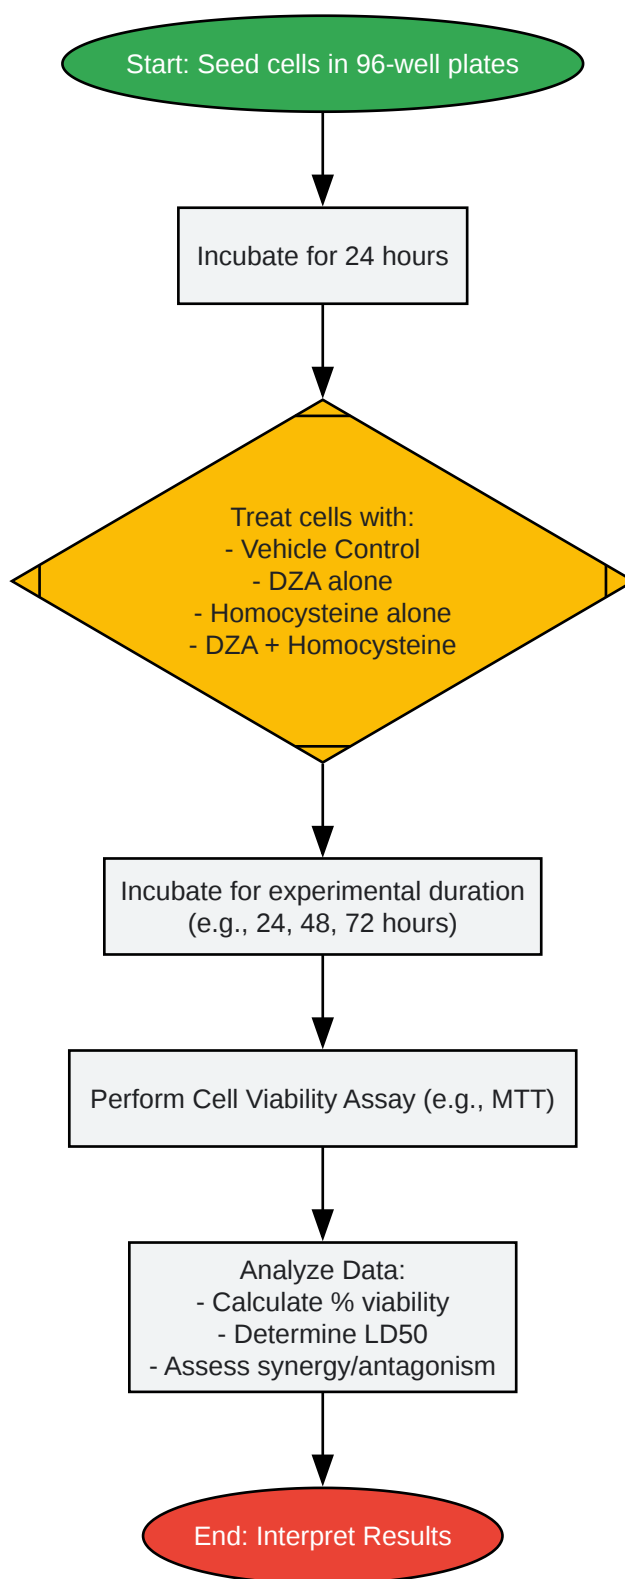 Start: Seed cells in 96-well plates
Incubate for 24 hours
Treat cells with:
- Vehicle Control
- DZA alone
- Homocysteine alone
- DZA + Homocysteine
Incubate for experimental duration
(e.g., 24, 48, 72 hours)
Perform Cell Viability Assay (e.g., MTT)
Analyze Data:
- Calculate % viability
- Determine LD50
- Assess synergy/antagonism
End: Interpret Results